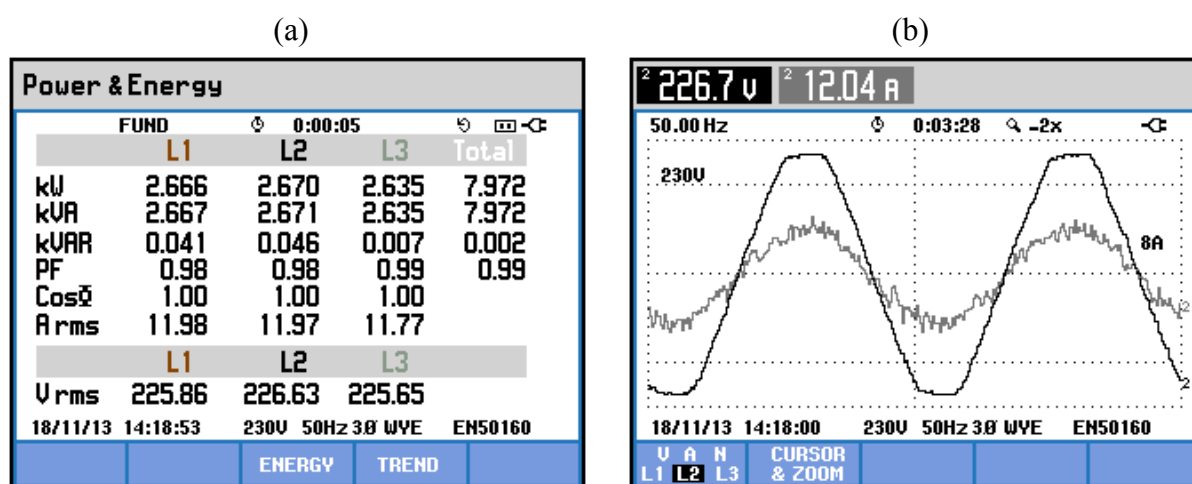 (a)
Power & Energy
FUND 0:00:05
L1 L2 L3 Total
kW 2.666 2.670 2.635 7.972
kVA 2.667 2.671 2.635 7.972
kVAR 0.041 0.046 0.007 0.002
PF 0.98 0.98 0.99 0.99
CosΦ 1.00 1.00 1.00
A rms 11.98 11.97 11.77
L1 L2 L3
V rms 225.86 226.63 225.65
18/11/13 14:18:53 230V 50Hz 3Ø WYE EN50160
ENERGY TREND
(b)
2 226.7 V 2 12.04 A
50.00 Hz 0:03:28 -2x
230V
8A
2
2
18/11/13 14:18:00 230V 50Hz 3Ø WYE EN50160
V A N CURSOR
L1 L2 L3 & ZOOM